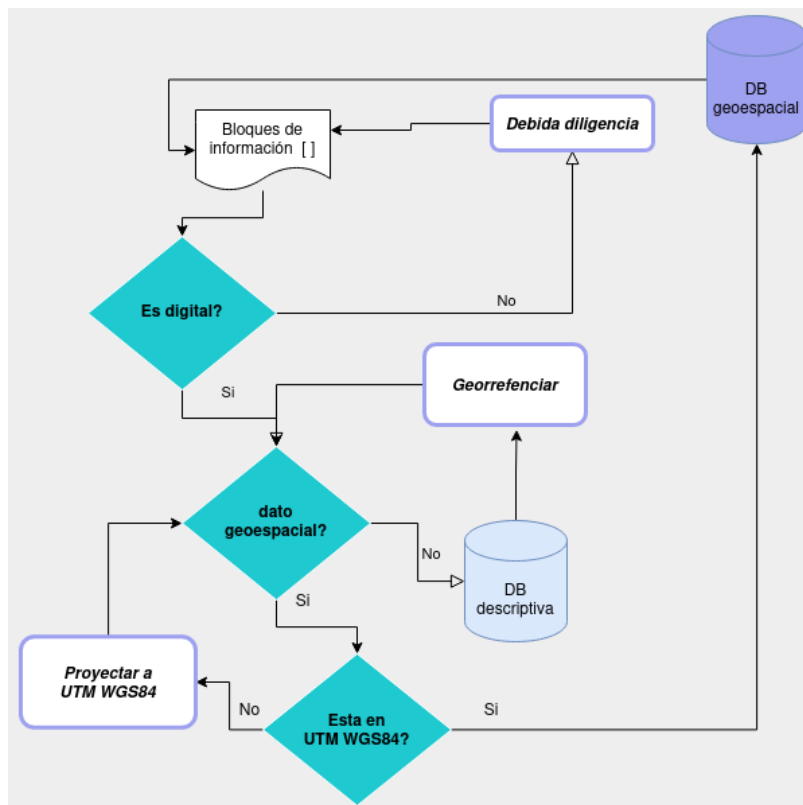 DB
geoespacial
Bloques de
información [ ]
Debida diligencia
Es digital?
No
Si
Georrefenciar
dato
geoespacial?
No
DB
descriptiva
Si
Proyectar a
UTM WGS84
No
Esta en
UTM WGS84?
Si